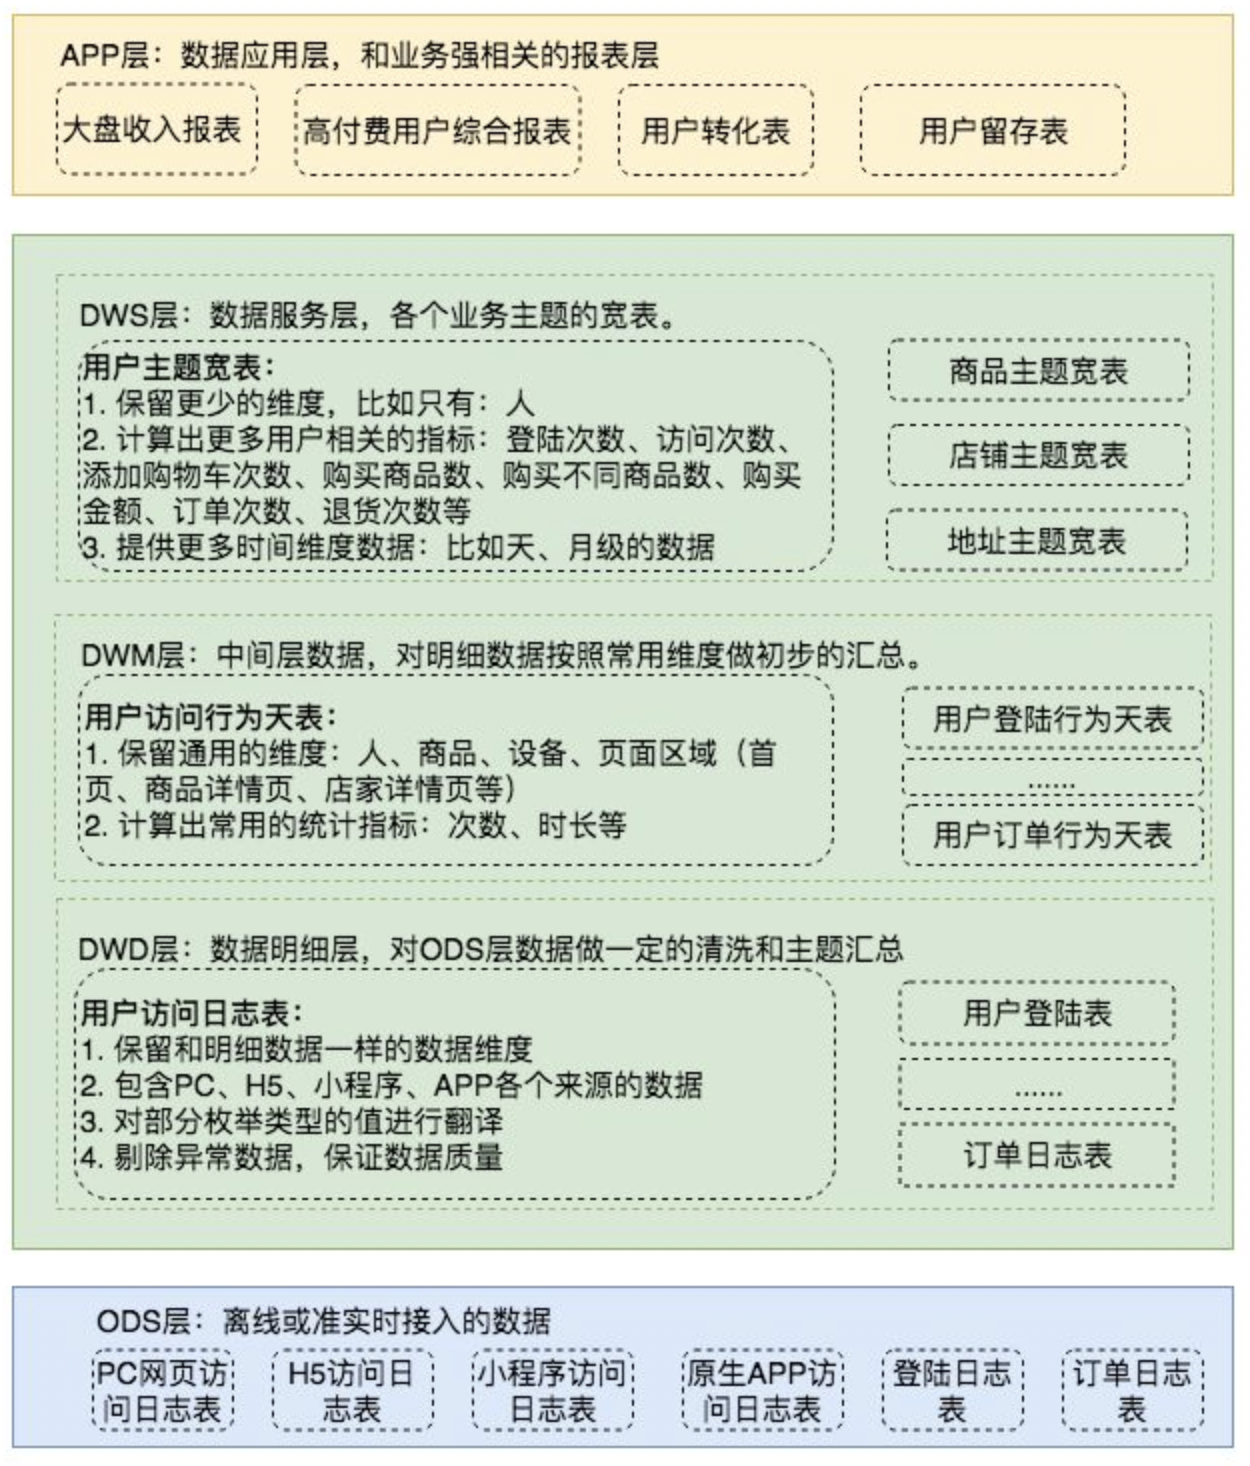 APP层：数据应用层，和业务强相关的报表层
大盘收入报表
高付费用户综合报表
用户转化表
用户留存表
DWS层：数据服务层，各个业务主题的宽表。
用户主题宽表：
1. 保留更少的维度，比如只有：人
2. 计算出更多用户相关的指标：登陆次数、访问次数、
添加购物车次数、购买商品数、购买不同商品数、购买
金额、订单次数、退货次数等
3. 提供更多时间维度数据：比如天、月级的数据
商品主题宽表
店铺主题宽表
地址主题宽表
DWM层：中间层数据，对明细数据按照常用维度做初步的汇总。
用户访问行为天表：
1. 保留通用的维度：人、商品、设备、页面区域（首
页、商品详情页、店家详情页等）
2. 计算出常用的统计指标：次数、时长等
用户登陆行为天表
......
用户订单行为天表
DWD层：数据明细层，对ODS层数据做一定的清洗和主题汇总
用户访问日志表：
1. 保留和明细数据一样的数据维度
2. 包含PC、H5、小程序、APP各个来源的数据
3. 对部分枚举类型的值进行翻译
4. 剔除异常数据，保证数据质量
用户登陆表
......
订单日志表
ODS层：离线或准实时接入的数据
PC网页访
问日志表
H5访问日
志表
小程序访问
日志表
原生APP访
问日志表
登陆日志
表
订单日志
表